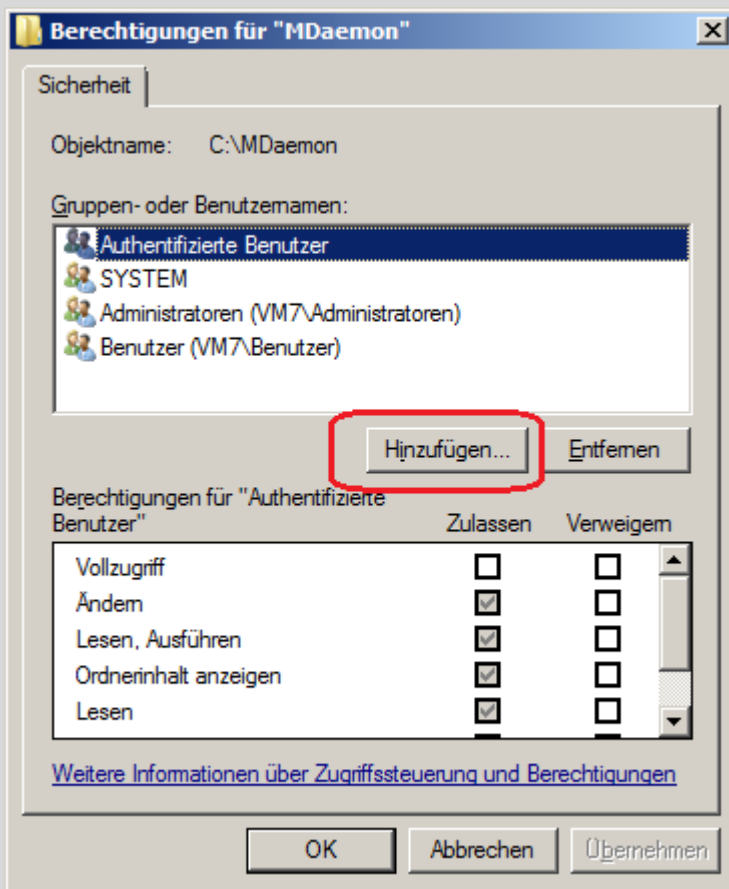 Berechtigungen für "MDaemon"
Sicherheit
Objektname: C:\MDaemon
Gruppen- oder Benutzernamen:
Authentifizierte Benutzer
SYSTEM
Administratoren (VM7\Administratoren)
Benutzer (VM7\Benutzer)
Hinzufügen... Entfernen
Berechtigungen für "Authentifizierte
Benutzer" Zulassen Verweigern
Vollzugriff
Ändern
Lesen, Ausführen
Ordnerinhalt anzeigen
Lesen
Weitere Informationen über Zugriffssteuerung und Berechtigungen
OK Abbrechen Übernehmen